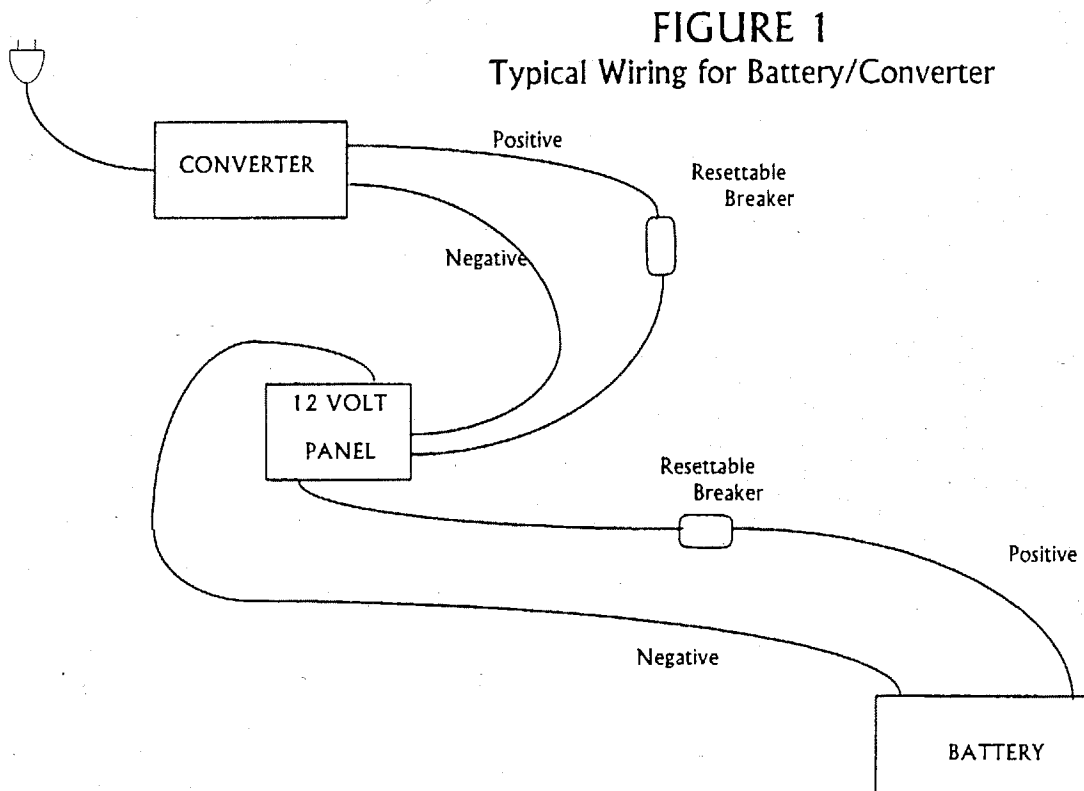 FIGURE 1
Typical Wiring for Battery/Converter
Positive
CONVERTER
Resettable
Breaker
Negative
12 VOLT
PANEL
Resettable
Breaker
Positive
Negative
BATTERY